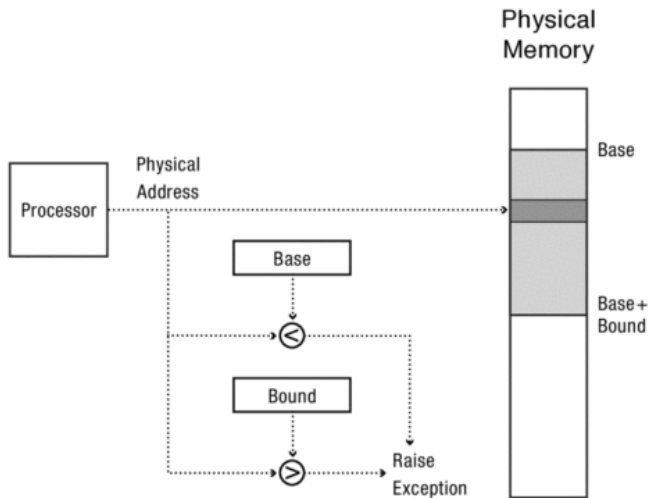 Physical
Memory
Base
Physical
Address
Processor
Base
<
Base+
Bound
Bound
>
Raise
Exception